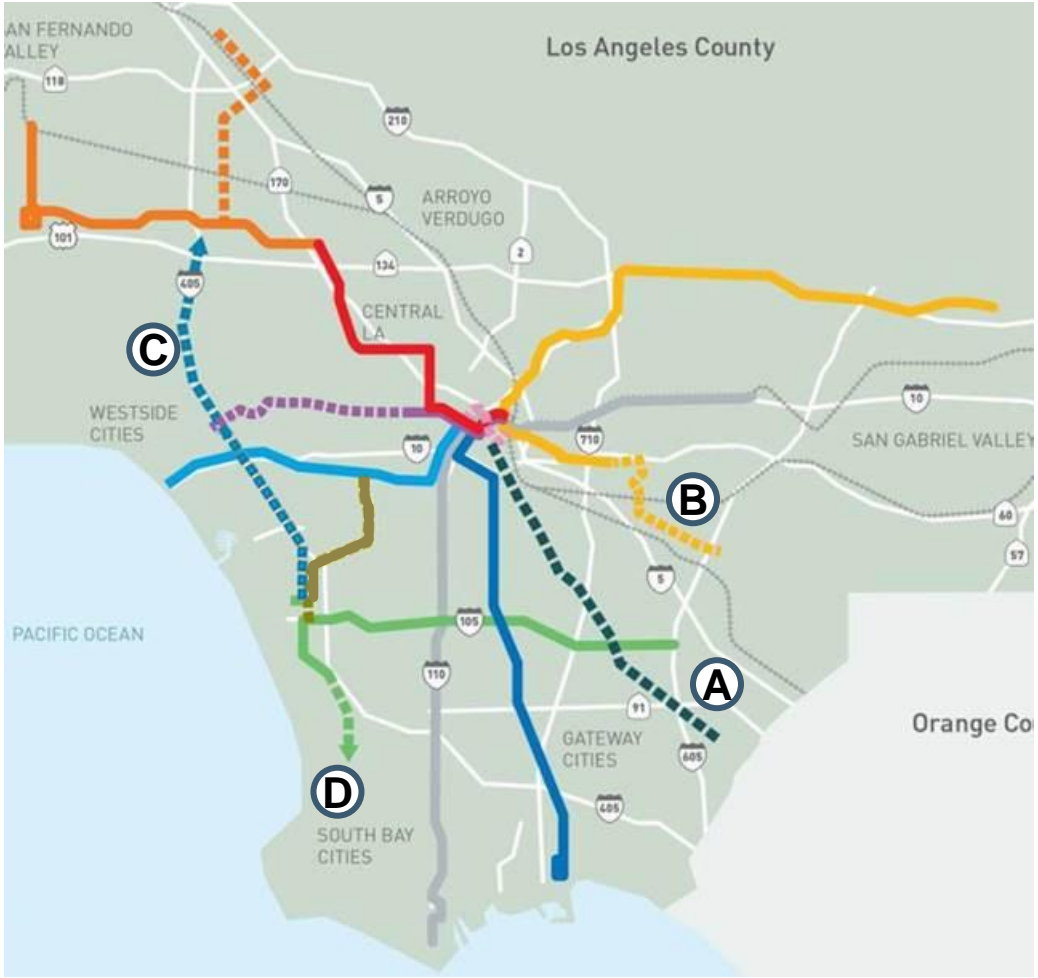 AN FERNANDO
ALLEY
Los Angeles County
118
210
170
5
ARROYO
VERDUGO
101
2
134
405
CENTRAL
LA
C
WESTSIDE
CITIES
10
10
710
SAN GABRIEL VALLEY
B
60
57
5
PACIFIC OCEAN
105
110
A
91
Orange Co
GATEWAY
CITIES
605
D
405
SOUTH BAY
CITIES